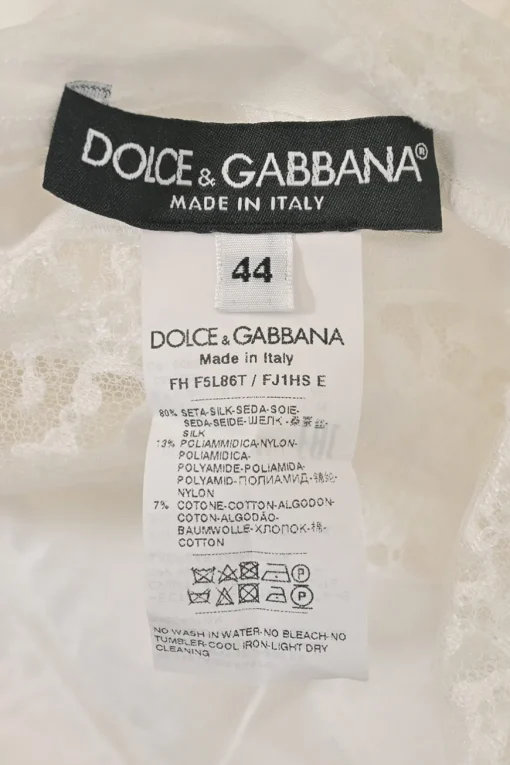 DOLCE & GABBANA®
MADE IN ITALY
44
DOLCE & GABBANA
Made in Italy
FH F5L86T / FJ1HS E
80% SETA-SILK-SEDA-SOIE-
SEDA-SEIDE-ШЕЛК-
SILK
13% POLIAMMIDICA-NYLON-
POLIAMIDICA-
POLYAMIDE-POLIAMIDA-
POLYAMID-ПОЛИАМИД-
NYLON
7% COTONE-COTTON-ALGODON-
COTON-ALGODÃO-
BAUMWOLLE-ХЛОПОК-棉-
COTTON
P
P
NO WASH IN WATER-NO BLEACH-NO
TUMBLER-COOL IRON-LIGHT DRY
CLEANING